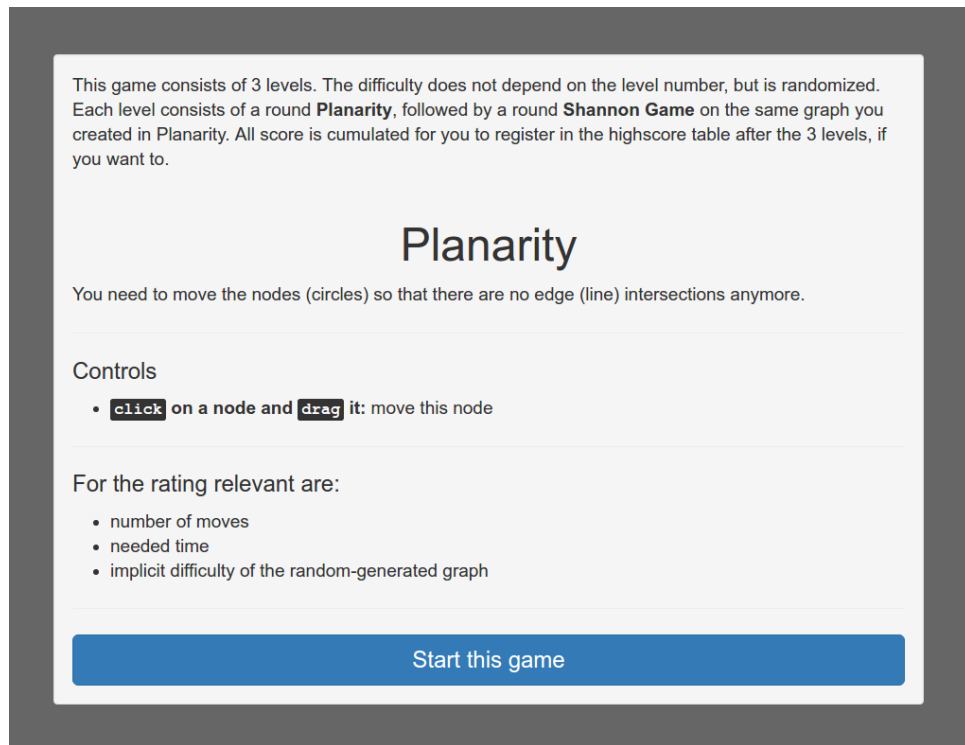 This game consists of 3 levels. The difficulty does not depend on the level number, but is randomized.
Each level consists of a round Planarity, followed by a round Shannon Game on the same graph you
created in Planarity. All score is cumulated for you to register in the highscore table after the 3 levels, if
you want to.
Planarity
You need to move the nodes (circles) so that there are no edge (line) intersections anymore.
Controls
• click on a node and drag it: move this node
For the rating relevant are:
• number of moves
• needed time
• implicit difficulty of the random-generated graph
Start this game